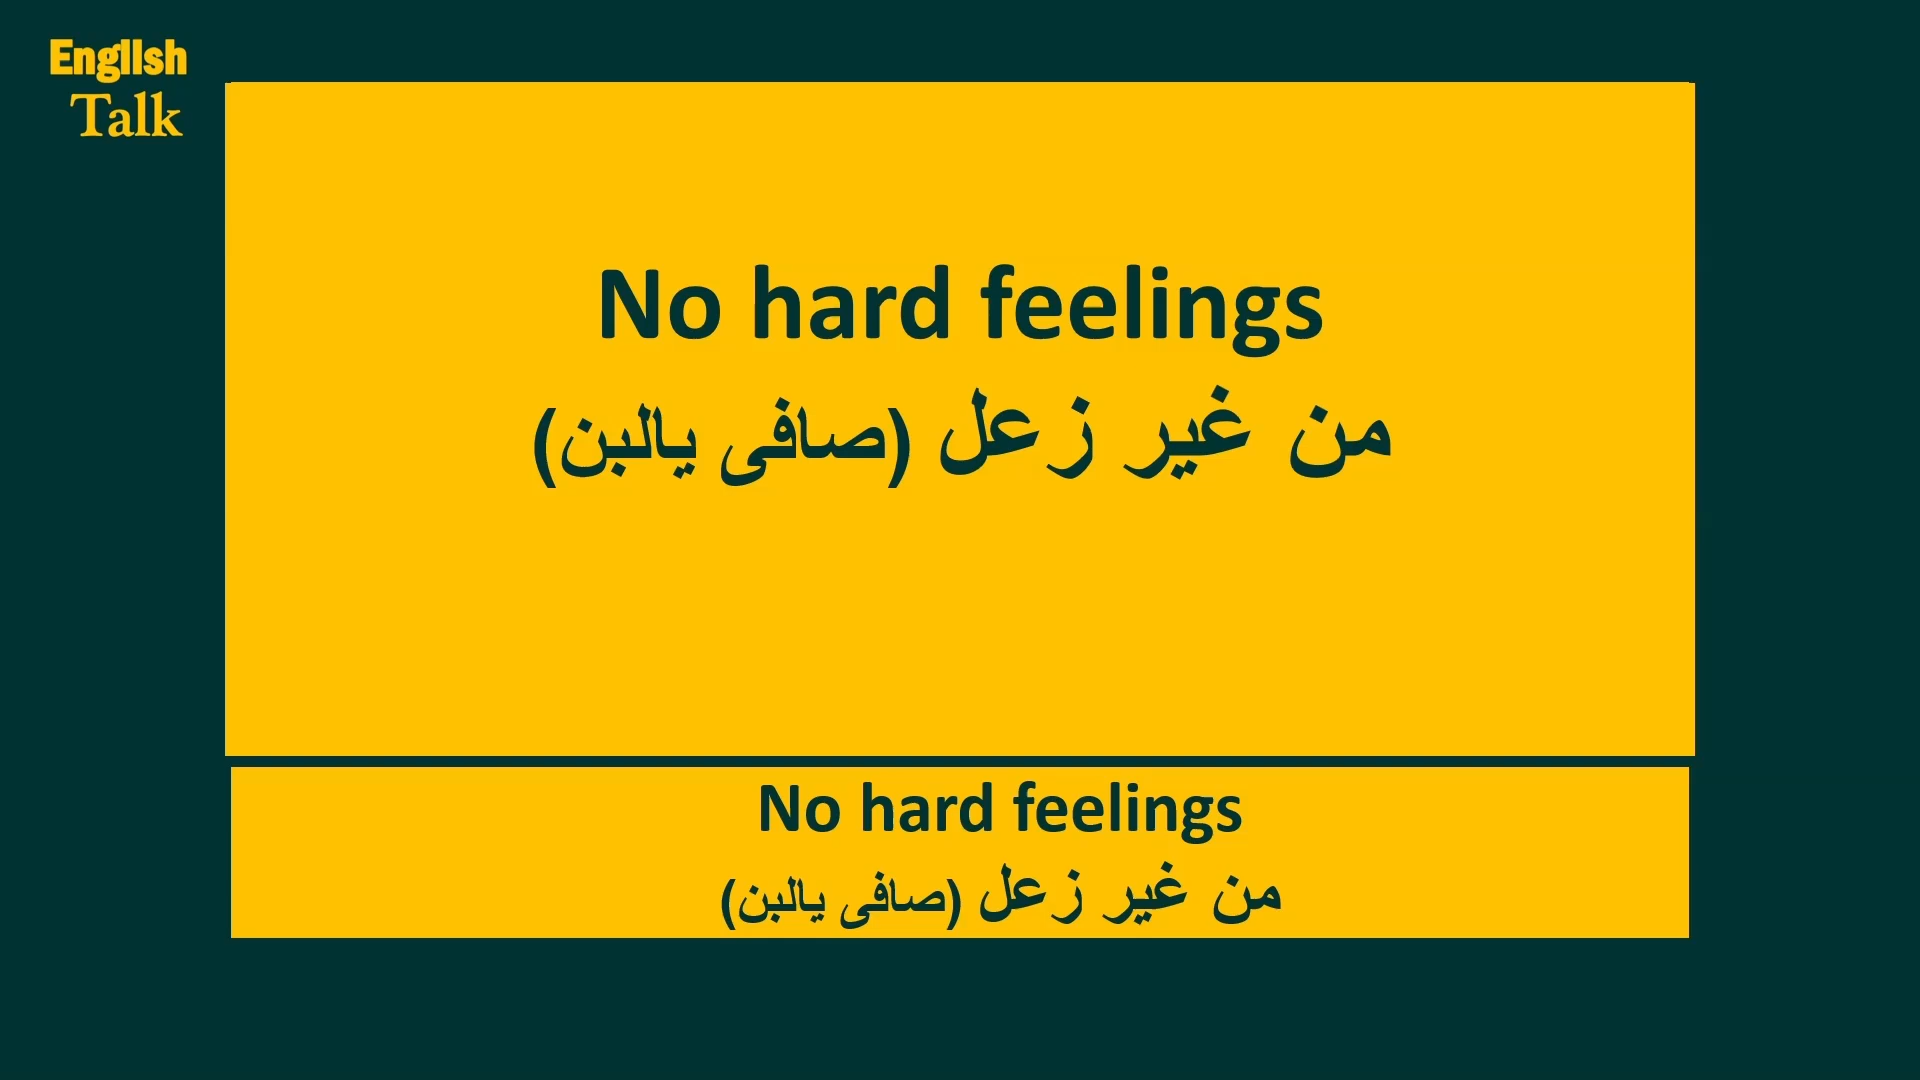 English
Talk
No hard feelings
من غير زعل (صافى يالبن)
No hard feelings
من غير زعل (صافى يالبن)